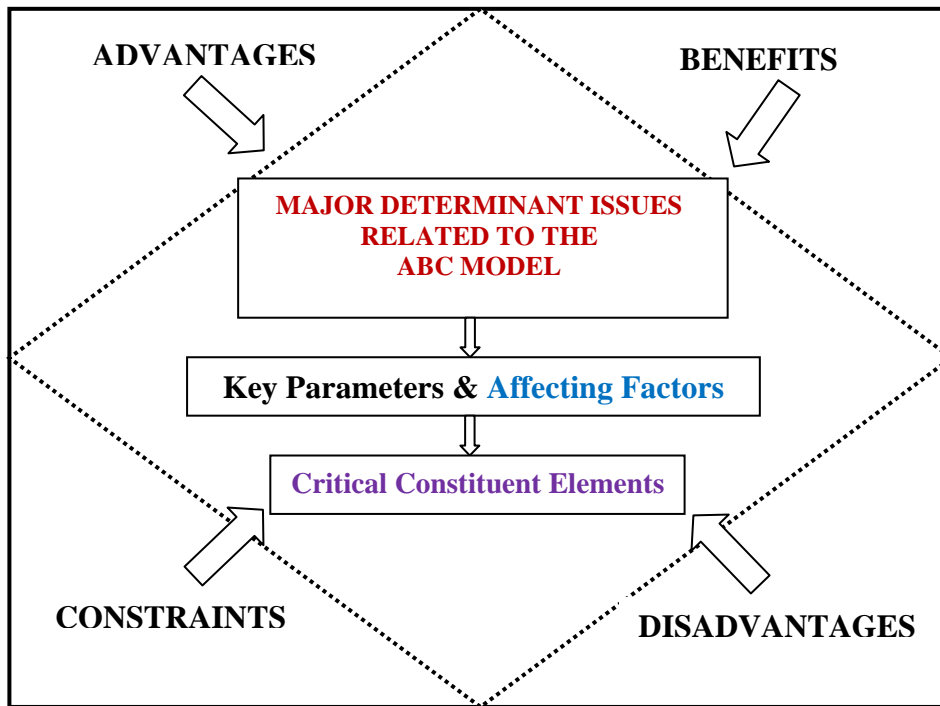 ADVANTAGES
BENEFITS
MAJOR DETERMINANT ISSUES
RELATED TO THE
ABC MODEL
Key Parameters & Affecting Factors
Critical Constituent Elements
CONSTRAINTS
DISADVANTAGES